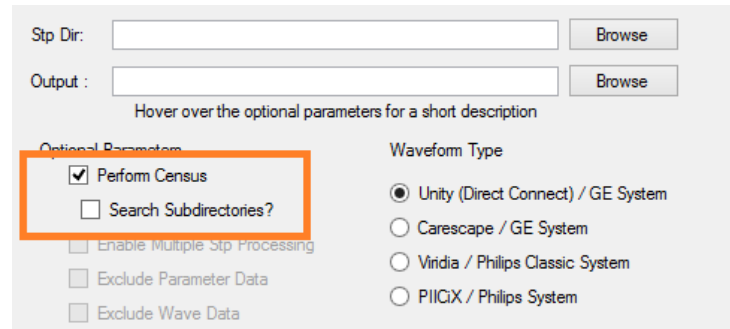 Stp Dir:
Browse
Output :
Browse
Hover over the optional parameters for a short description
Optional Parameters
Perform Census
Search Subdirectories?
Enable Multiple Stp Processing
Exclude Parameter Data
Exclude Wave Data
Waveform Type
Unity (Direct Connect) / GE System
Carescape / GE System
Viridia / Philips Classic System
PIICiX / Philips System